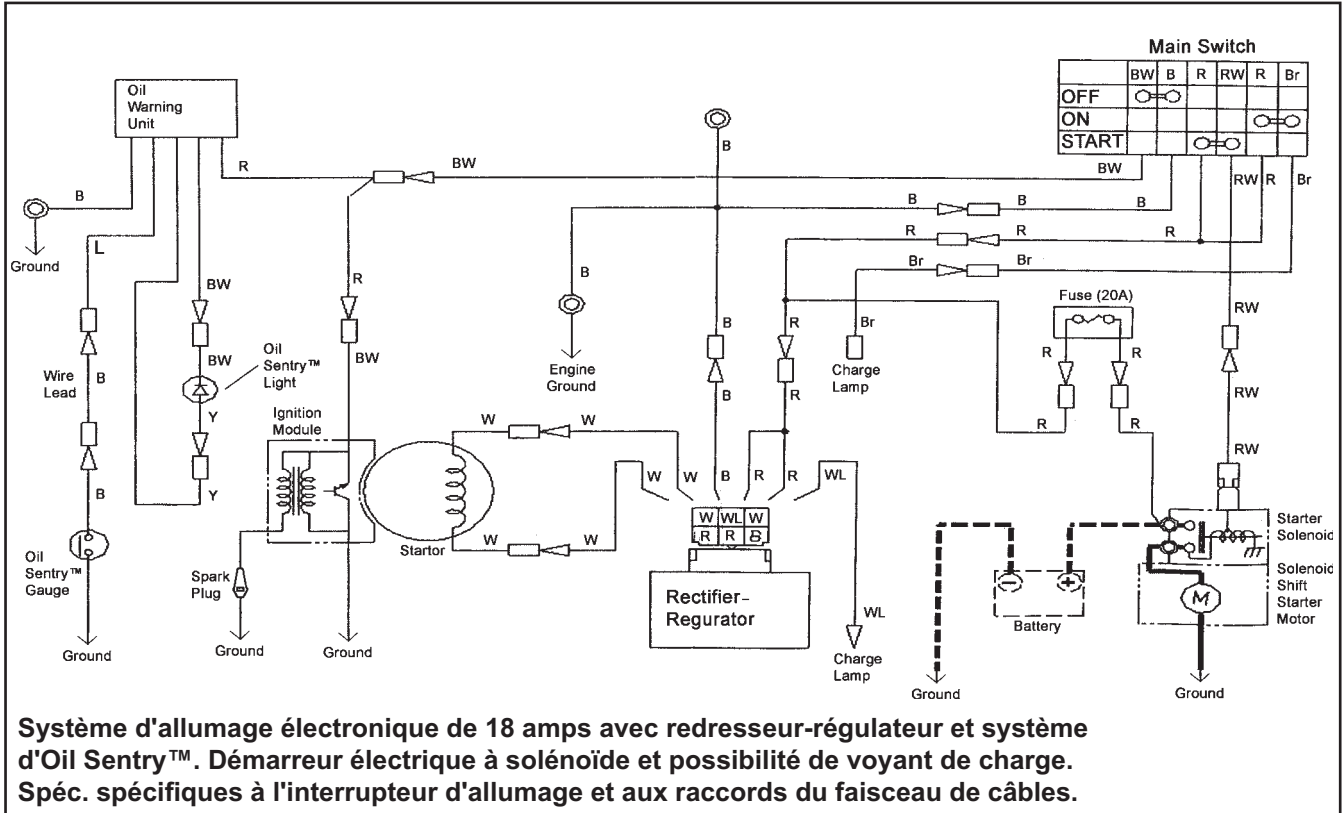 Main Switch
BW B R RW R Br
OFF
ON
START
Oil
Warning
Unit
R
BW
BW
RW R
Br
B
B
B
B
B
L
R
R
R
Ground
Br
Br
BW
R
B
Fuse (20A)
BW
BW
Oil
Sentry™
Light
Wire
Lead
B
Y
Y
B
Engine
Ground
B
B
R
R
Br
Charge
Lamp
R
R
R
R
RW
RW
RW
Ignition
Module
W
W
W
W
W
W
B
R
R
WL
Startor
W WL W
R R B
Rectifier-
Regurator
WL
Charge
Lamp
Oil
Sentry™
Gauge
Spark
Plug
Ground
Ground
Ground
Battery
Ground
Starter
Solenoid
Solenoid
Shift
Starter
Motor
M
Ground
Système d'allumage électronique de 18 amps avec redresseur-régulateur et système
d'Oil Sentry™. Démarreur électrique à solénoïde et possibilité de voyant de charge.
Spéc. spécifiques à l'interrupteur d'allumage et aux raccords du faisceau de câbles.